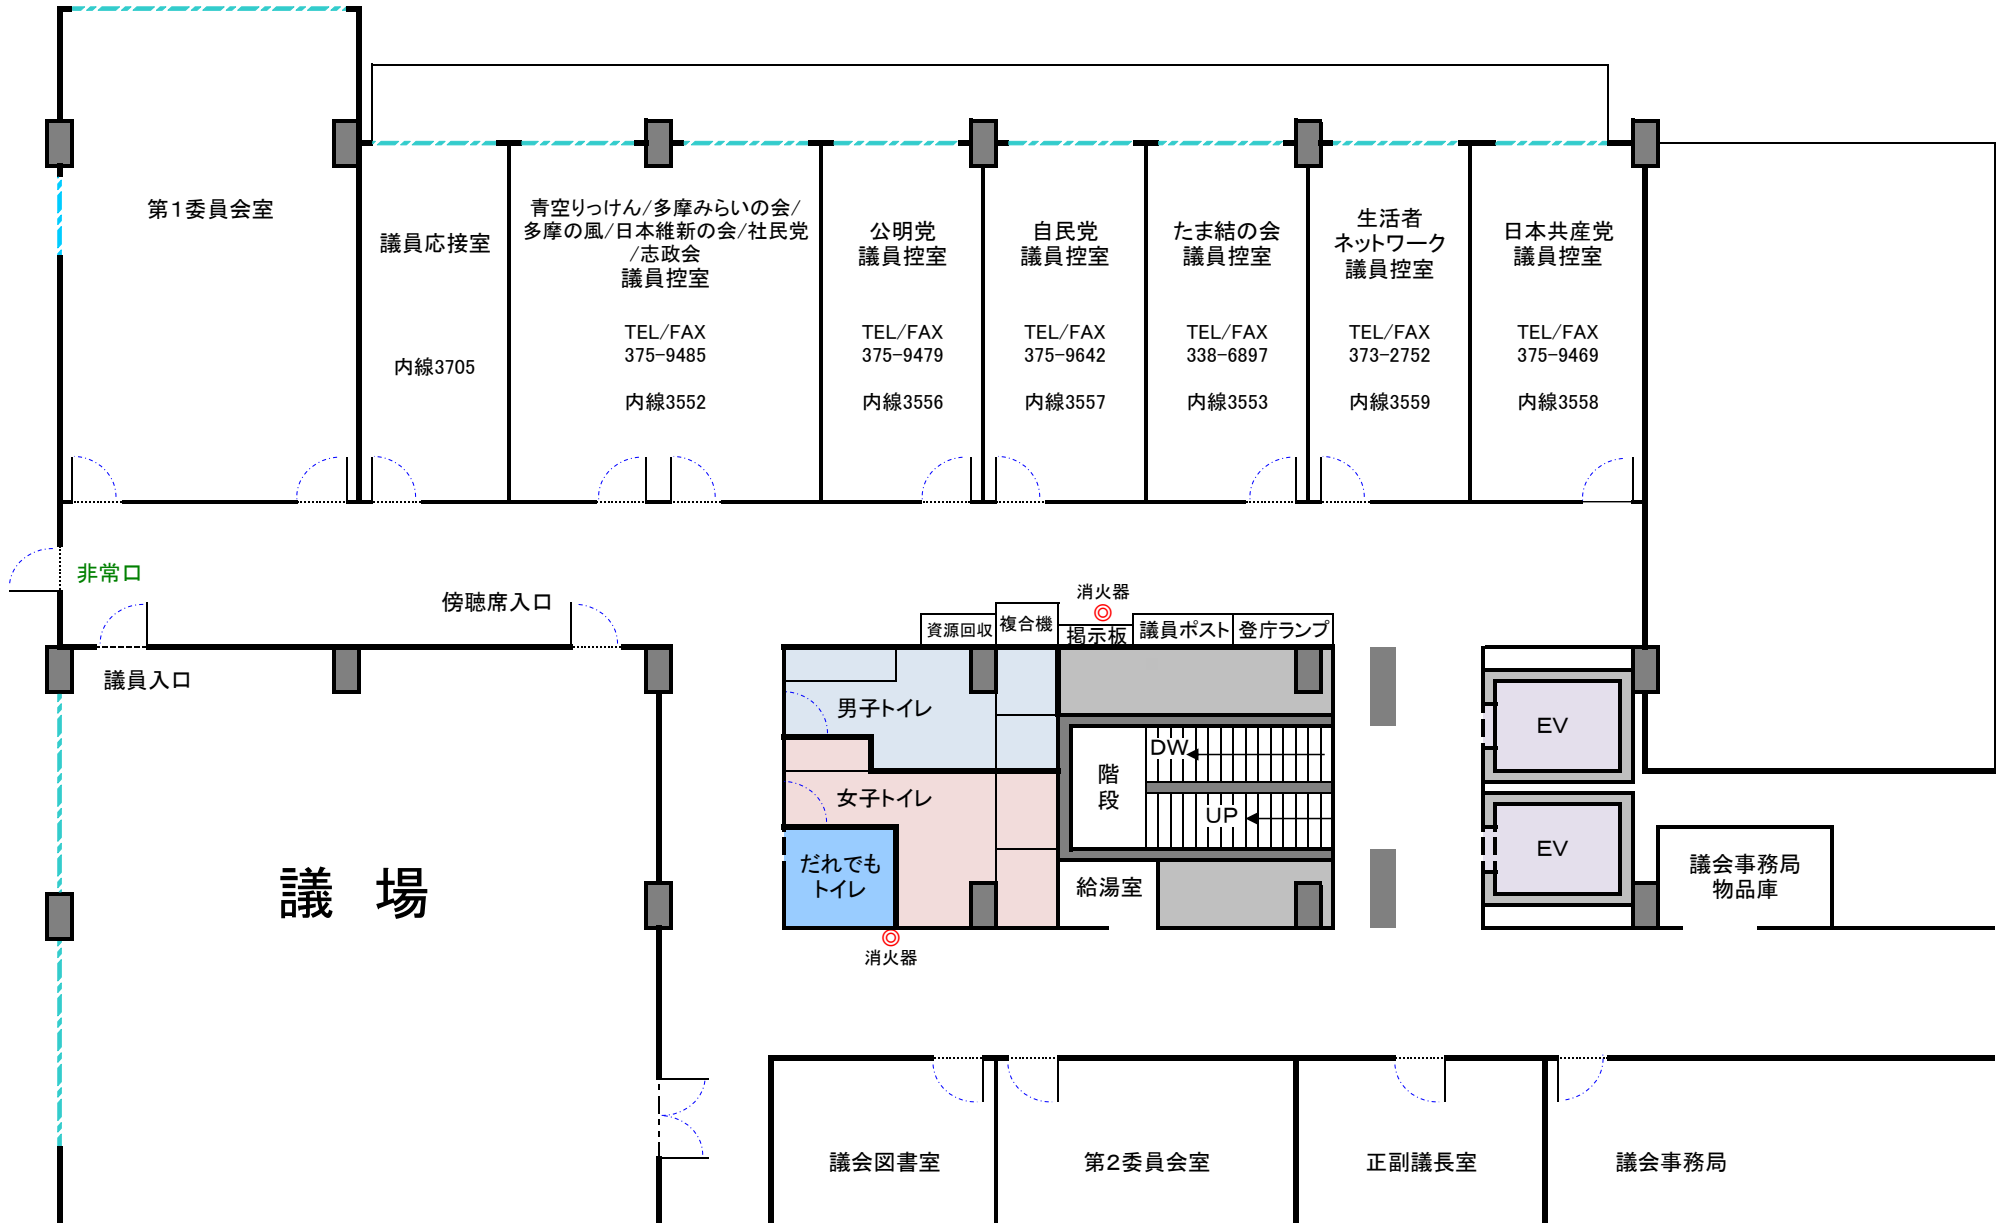 第1委員会室
議員応接室
内線3705
青空りっけん/多摩みらいの会/
多摩の風/日本維新の会/社民党
/志政会
議員控室
TEL/FAX
375-9485
内線3552
公明党
議員控室
TEL/FAX
375-9479
内線3556
自民党
議員控室
TEL/FAX
375-9642
内線3557
たま結の会
議員控室
TEL/FAX
338-6897
内線3553
生活者
ネットワーク
議員控室
TEL/FAX
373-2752
内線3559
日本共産党
議員控室
TEL/FAX
375-9469
内線3558
非常口
傍聴席入口
議員入口
消火器
資源回収
複合機
掲示板
議員ポスト
登庁ランプ
男子トイレ
女子トイレ
だれでも
トイレ
階
段
DW
UP
給湯室
消火器
EV
EV
議会事務局
物品庫
議　場
議会図書室
第2委員会室
正副議長室
議会事務局